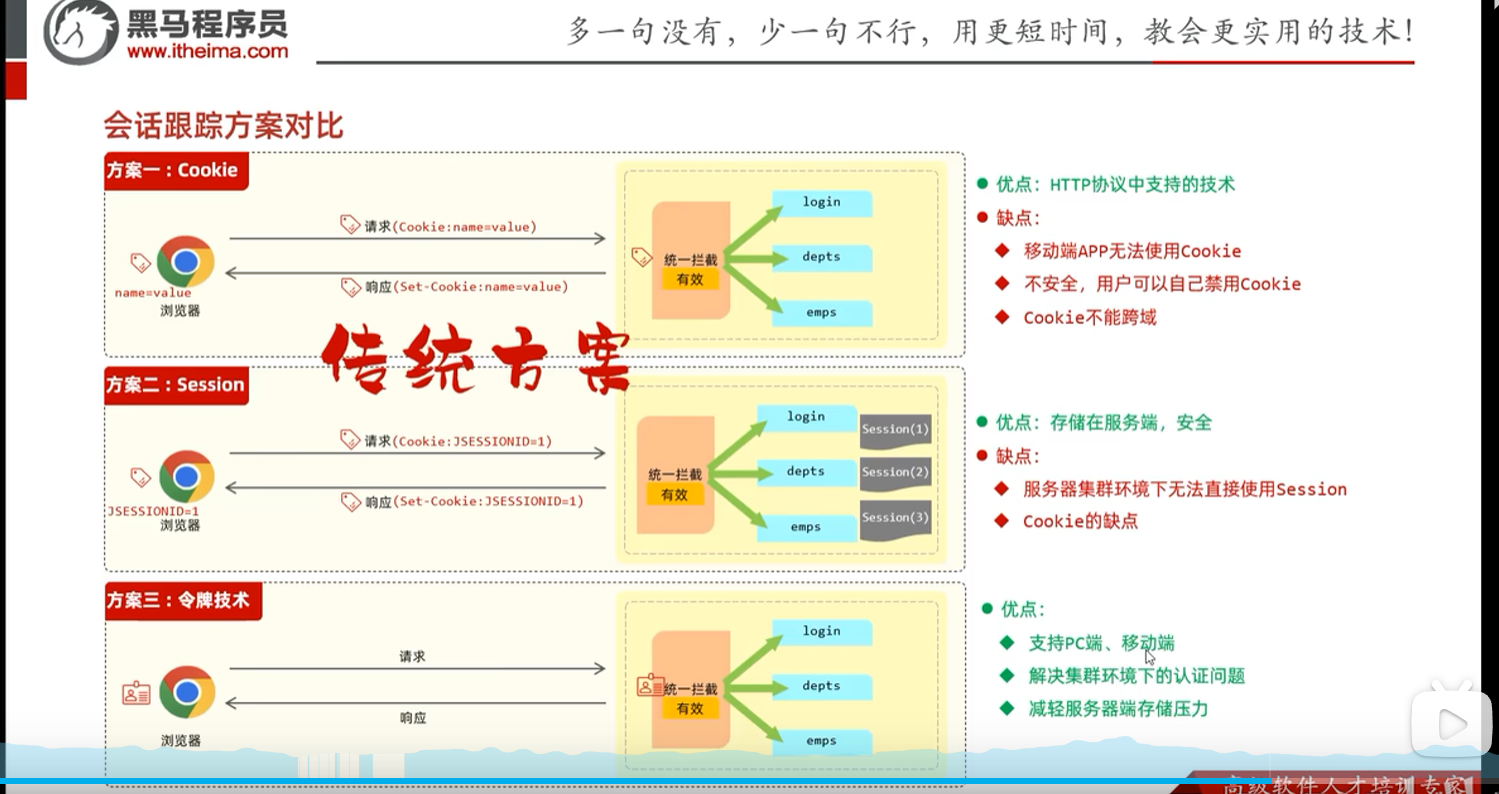 黑马程序员
www.itheima.com
多一句没有，少一句不行，用更短时间，教会更实用的技术！
会话跟踪方案对比
方案一：Cookie
请求(Cookie:name=value)
响应(Set-Cookie:name=value)
name=value
浏览器
统一拦截
有效
login
depts
emps
优点：HTTP协议中支持的技术
缺点：
移动端APP无法使用Cookie
不安全，用户可以自己禁用Cookie
Cookie不能跨域
传统方案
方案二：Session
请求(Cookie:JSESSIONID=1)
响应(Set-Cookie:JSESSIONID=1)
JSESSIONID=1
浏览器
统一拦截
有效
login
depts
emps
Session(1)
Session(2)
Session(3)
优点：存储在服务端，安全
缺点：
服务器集群环境下无法直接使用Session
Cookie的缺点
方案三：令牌技术
请求
响应
浏览器
统一拦截
有效
login
depts
emps
优点：
支持PC端、移动端
解决集群环境下的认证问题
减轻服务器端存储压力
高级软件人才培训专家